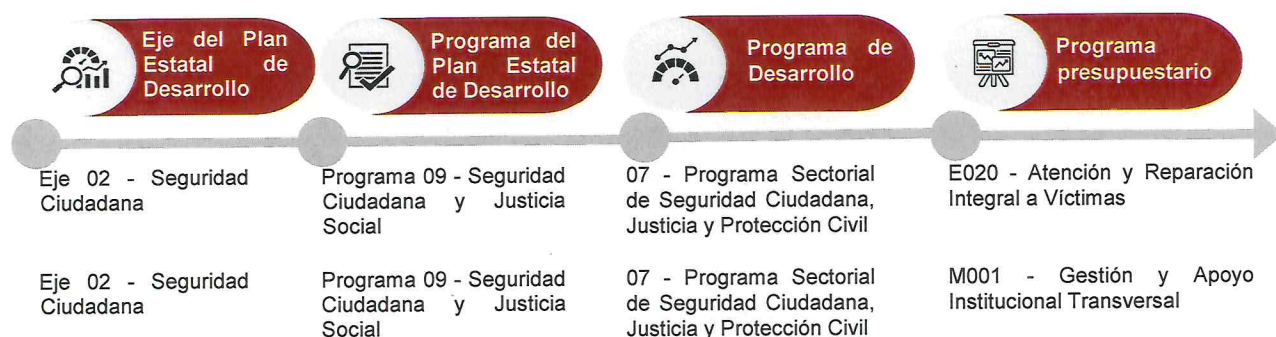 Eje del Plan
Estatal de
Desarrollo
Programa del
Plan Estatal
de Desarrollo
Programa de
Desarrollo
Programa
presupuestario
Eje 02 - Seguridad
Ciudadana
Programa 09 - Seguridad
Ciudadana y Justicia
Social
07 - Programa Sectorial
de Seguridad Ciudadana,
Justicia y Protección Civil
E020 - Atención y Reparación
Integral a Víctimas
Eje 02 - Seguridad
Ciudadana
Programa 09 - Seguridad
Ciudadana y Justicia
Social
07 - Programa Sectorial
de Seguridad Ciudadana,
Justicia y Protección Civil
M001 - Gestión y Apoyo
Institucional Transversal